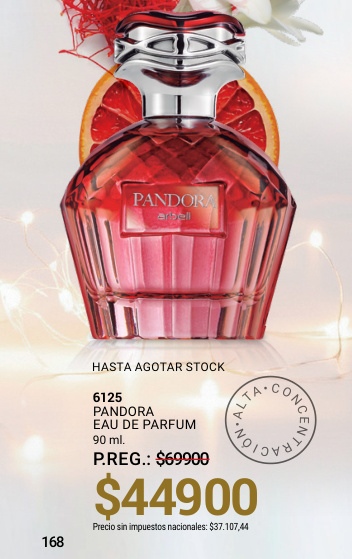 PANDORA
arbell
HASTA AGOTAR STOCK
6125
PANDORA
EAU DE PARFUM
90 ml.
·ALTA·CONCENTRACIÓN
P.REG.: $69900
$44900
Precio sin impuestos nacionales: $37.107,44
168